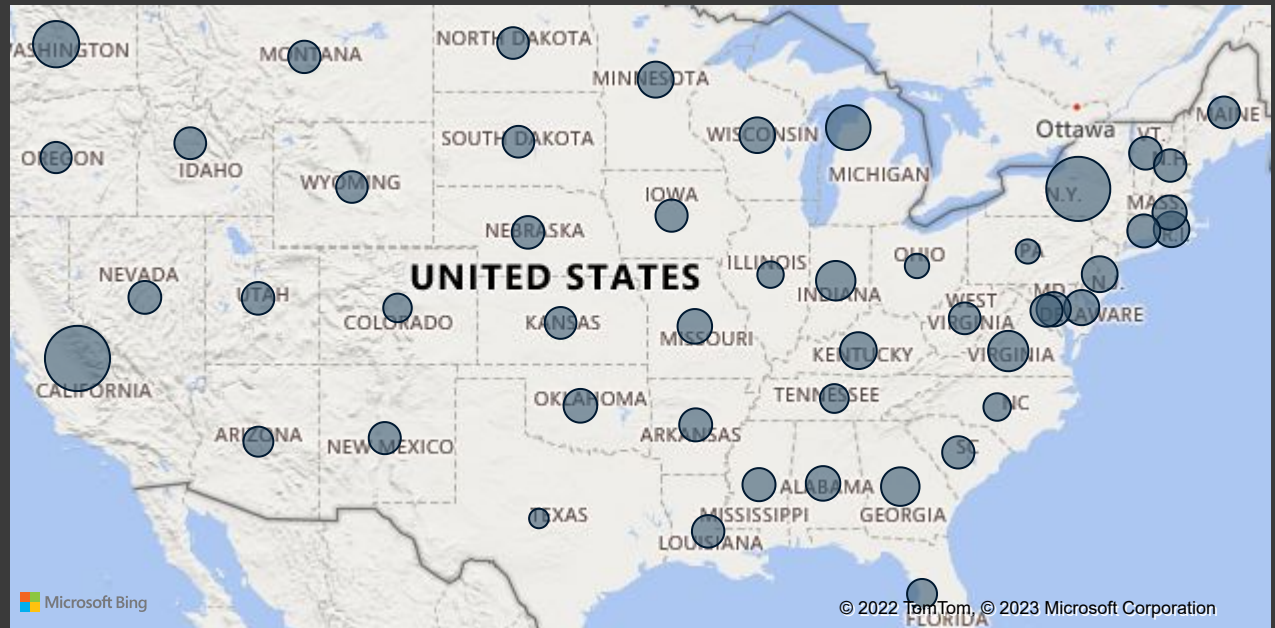 WASHINGTON
MONTANA
NORTH DAKOTA
MINNESOTA
MAINE
Ottawa
VT.
OREGON
IDAHO
SOUTH DAKOTA
WISCONSIN
N.H.
MICHIGAN
WYOMING
IOWA
N.Y.
MASS.
NEBRASKA
R.I.
NEVADA
UTAH
UNITED STATES
ILLINOIS
OHIO
PA
INDIANA
MD
N.J.
COLORADO
KANSAS
MISSOURI
WEST
VIRGINIA
DELAWARE
CALIFORNIA
KENTUCKY
VIRGINIA
OKLAHOMA
TENNESSEE
NC
ARIZONA
NEW MEXICO
ARKANSAS
SC
TEXAS
ALABAMA
MISSISSIPPI
GEORGIA
LOUISIANA
Microsoft Bing
© 2022 TomTom, © 2023 Microsoft Corporation
FLORIDA